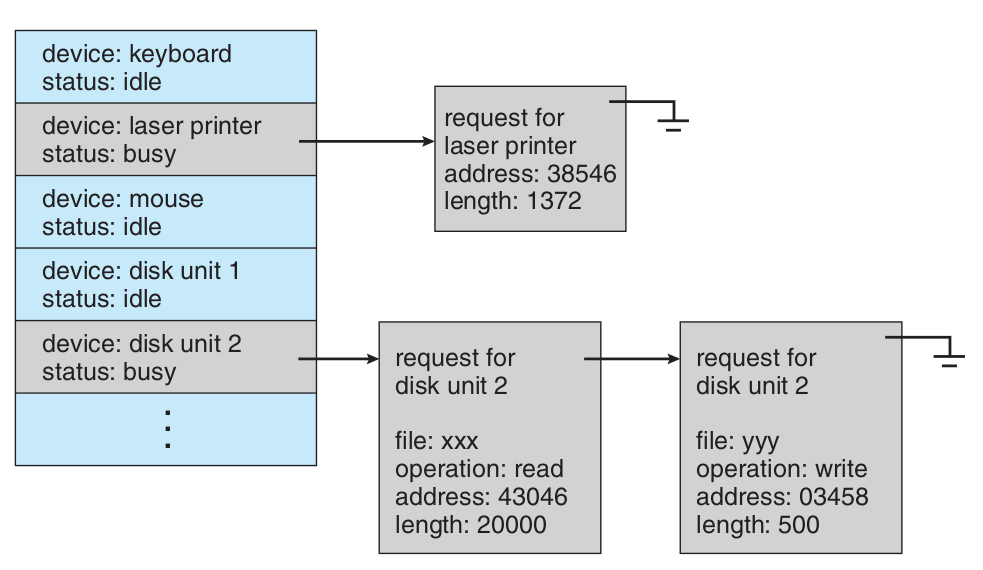 device: keyboard
status: idle
device: laser printer
status: busy
device: mouse
status: idle
device: disk unit 1
status: idle
device: disk unit 2
status: busy
request for
laser printer
address: 38546
length: 1372
request for
disk unit 2
file: xxx
operation: read
address: 43046
length: 20000
request for
disk unit 2
file: yyy
operation: write
address: 03458
length: 500